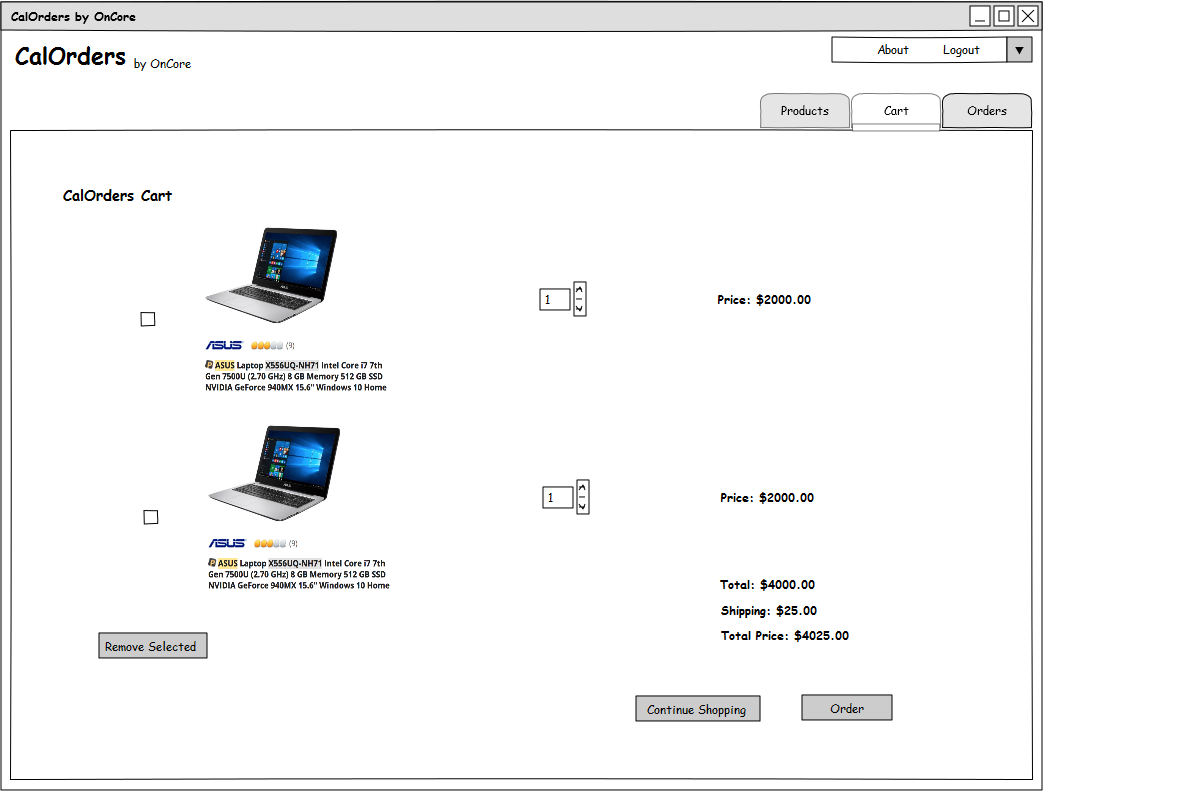 CalOrders by OnCore
CalOrders by OnCore
About Logout ▼
Products Cart Orders
CalOrders Cart
1
Price: $2000.00
ASUS (9)
ASUS Laptop X556UQ-NH71 Intel Core i7 7th
Gen 7500U (2.70 GHz) 8 GB Memory 512 GB SSD
NVIDIA GeForce 940MX 15.6" Windows 10 Home
1
Price: $2000.00
ASUS (9)
ASUS Laptop X556UQ-NH71 Intel Core i7 7th
Gen 7500U (2.70 GHz) 8 GB Memory 512 GB SSD
NVIDIA GeForce 940MX 15.6" Windows 10 Home
Total: $4000.00
Shipping: $25.00
Total Price: $4025.00
Remove Selected
Continue Shopping
Order